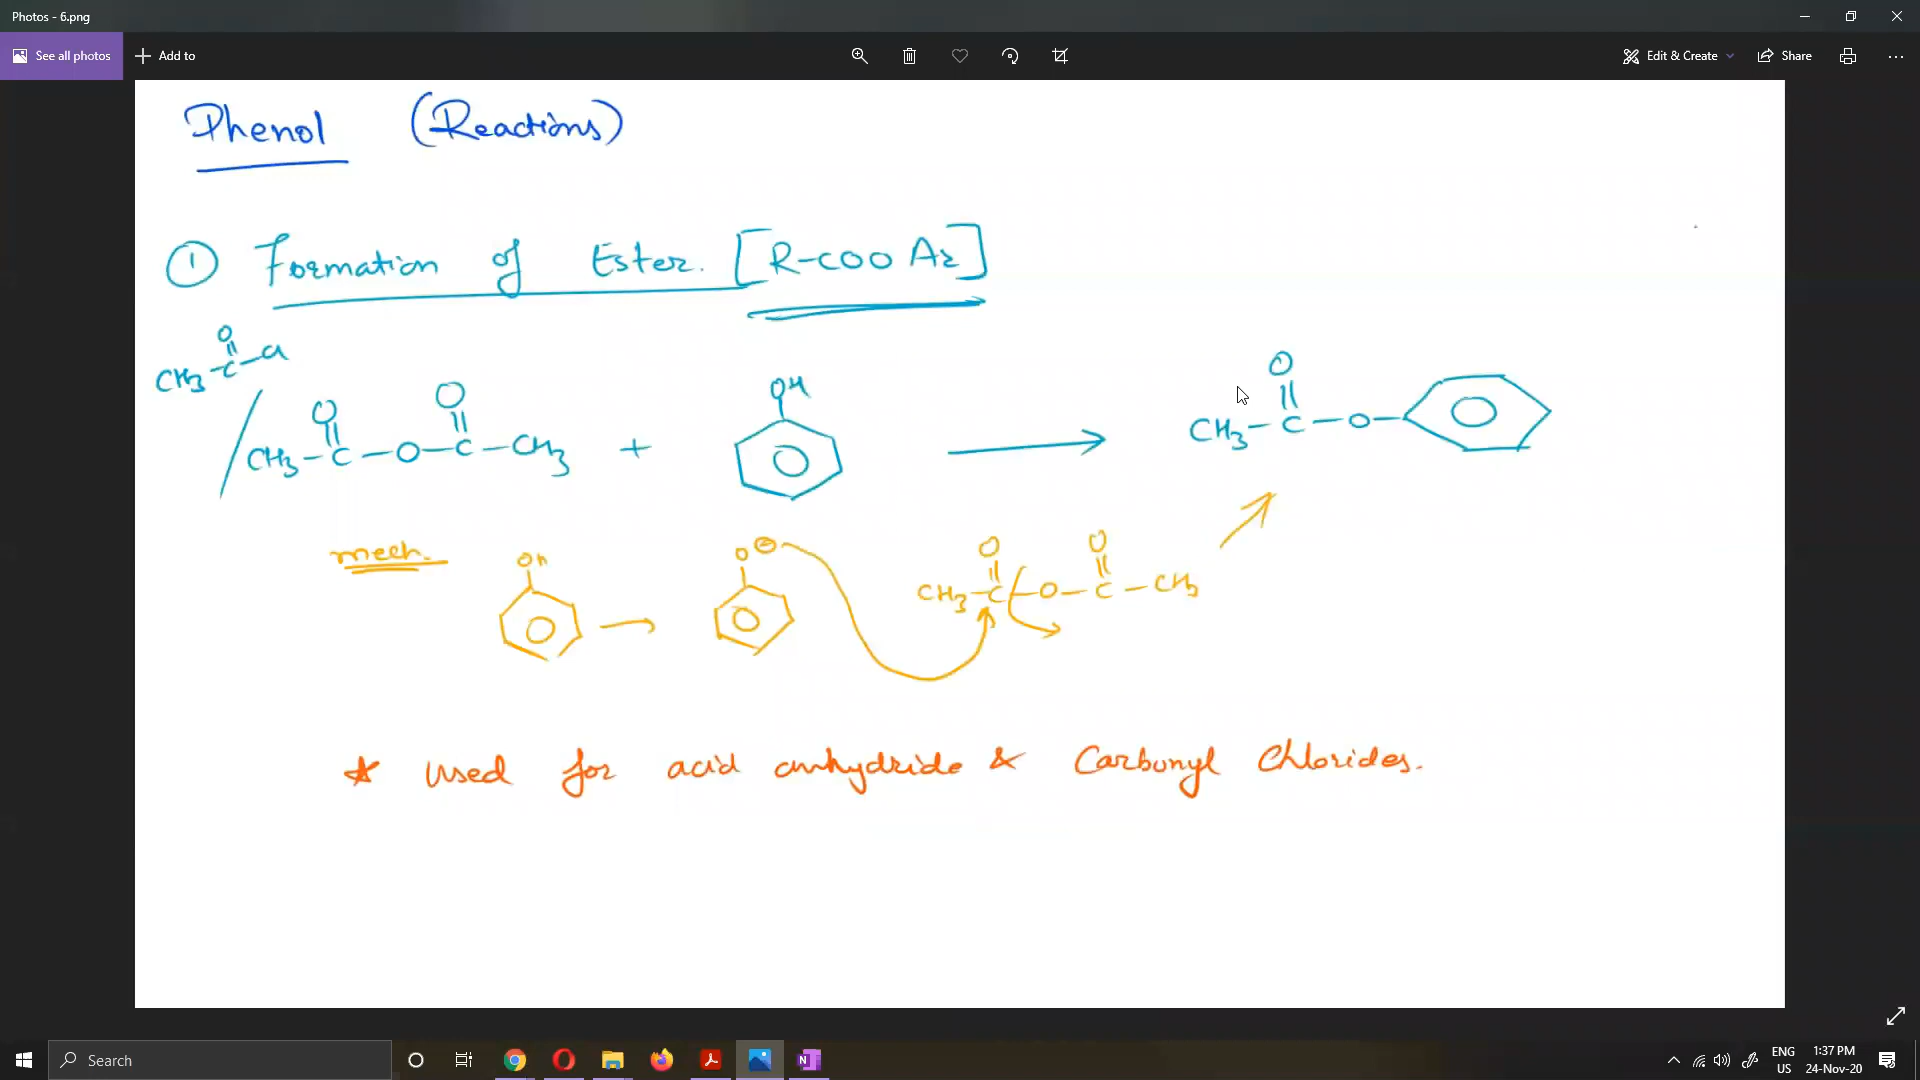 Photos - 6.png
See all photos
Add to
Edit & Create
Share
Phenol (Reactions)
① Formation of Ester. [R-COO Ar]
O
CH3 - C - Cl
O O OH O
/ CH3 - C - O - C - CH3 + → CH3 - C - O -
mech. OH O⊖ O O
→ CH3 - C - O - C - CH3
★ used for acid anhydride & Carbonyl Chlorides.
Search
ENG
US
1:37 PM
24-Nov-20